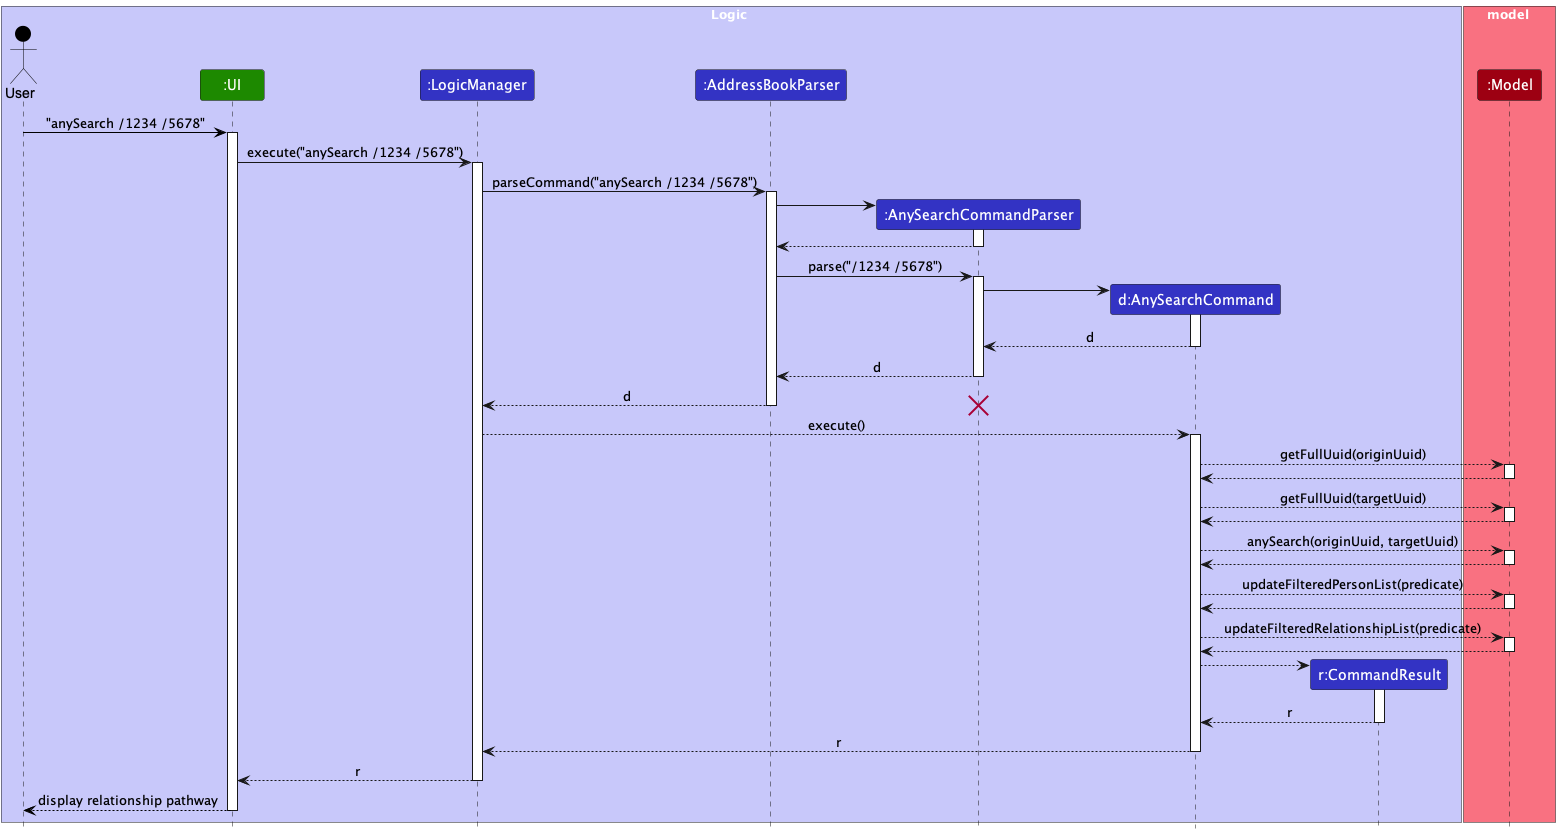 Logic
model
User
:UI
:LogicManager
:AddressBookParser
:Model
"anySearch /1234 /5678"
execute("anySearch /1234 /5678")
parseCommand("anySearch /1234 /5678")
:AnySearchCommandParser
parse("/1234 /5678")
d:AnySearchCommand
d
d
d
execute()
getFullUuid(originUuid)
getFullUuid(targetUuid)
anySearch(originUuid, targetUuid)
updateFilteredPersonList(predicate)
updateFilteredRelationshipList(predicate)
r:CommandResult
r
r
r
display relationship pathway